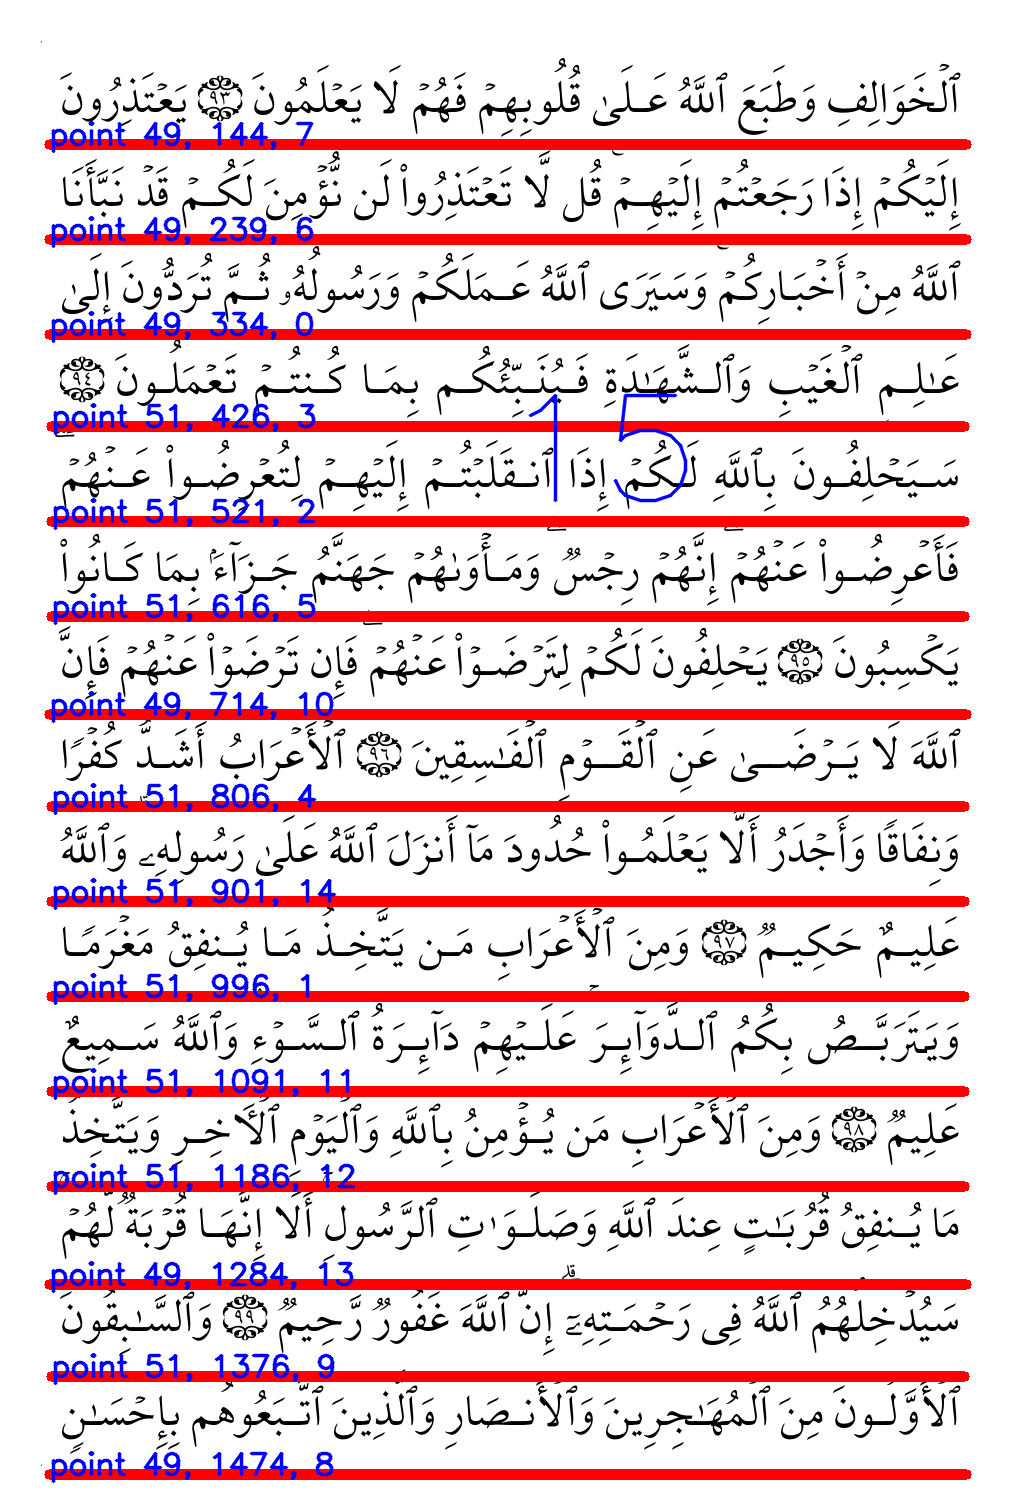 ٱلْخَوَالِفِ وَطَبَعَ ٱللَّهُ عَلَىٰ قُلُوبِهِمْ فَهُمْ لَا يَعْلَمُونَ ٩٣ يَعْتَذِرُونَ
point 49, 144, 7
إِلَيْكُمْ إِذَا رَجَعْتُمْ إِلَيْهِمْ ۚ قُل لَّا تَعْتَذِرُوا۟ لَن نُّؤْمِنَ لَكُمْ قَدْ نَبَّأَنَا
point 49, 239, 6
ٱللَّهُ مِنْ أَخْبَارِكُمْ ۚ وَسَيَرَى ٱللَّهُ عَمَلَكُمْ وَرَسُولُهُۥ ثُمَّ تُرَدُّونَ إِلَىٰ
point 49, 334, 0
عَـٰلِمِ ٱلْغَيْبِ وَٱلشَّهَـٰدَةِ فَيُنَبِّئُكُم بِمَا كُنتُمْ تَعْمَلُونَ ٩٤
point 51, 426, 3
15
سَيَحْلِفُونَ بِٱللَّهِ لَكُمْ إِذَا ٱنقَلَبْتُمْ إِلَيْهِمْ لِتُعْرِضُوا۟ عَنْهُمْ ۖ
point 51, 521, 2
فَأَعْرِضُوا۟ عَنْهُمْ ۖ إِنَّهُمْ رِجْسٌ ۖ وَمَأْوَىٰهُمْ جَهَنَّمُ جَزَآءًۢ بِمَا كَانُوا۟
point 51, 616, 5
يَكْسِبُونَ ٩٥ يَحْلِفُونَ لَكُمْ لِتَرْضَوْا۟ عَنْهُمْ ۖ فَإِن تَرْضَوْا۟ عَنْهُمْ فَإِنَّ
point 49, 714, 10
ٱللَّهَ لَا يَرْضَىٰ عَنِ ٱلْقَوْمِ ٱلْفَـٰسِقِينَ ٩٦ ٱلْأَعْرَابُ أَشَدُّ كُفْرًا
point 51, 806, 4
وَنِفَاقًا وَأَجْدَرُ أَلَّا يَعْلَمُوا۟ حُدُودَ مَآ أَنزَلَ ٱللَّهُ عَلَىٰ رَسُولِهِۦ ۗ وَٱللَّهُ
point 51, 901, 14
عَلِيمٌ حَكِيمٌ ٩٧ وَمِنَ ٱلْأَعْرَابِ مَن يَتَّخِذُ مَا يُنفِقُ مَغْرَمًا
point 51, 996, 1
وَيَتَرَبَّصُ بِكُمُ ٱلدَّوَآئِرَ ۚ عَلَيْهِمْ دَآئِرَةُ ٱلسَّوْءِ ۗ وَٱللَّهُ سَمِيعٌ
point 51, 1091, 11
عَلِيمٌ ٩٨ وَمِنَ ٱلْأَعْرَابِ مَن يُؤْمِنُ بِٱللَّهِ وَٱلْيَوْمِ ٱلْـَٔاخِرِ وَيَتَّخِذُ
point 51, 1186, 12
مَا يُنفِقُ قُرُبَـٰتٍ عِندَ ٱللَّهِ وَصَلَوَٰتِ ٱلرَّسُولِ ۚ أَلَآ إِنَّهَا قُرْبَةٌ لَّهُمْ ۚ
point 49, 1284, 13
سَيُدْخِلُهُمُ ٱللَّهُ فِى رَحْمَتِهِۦٓ ۗ إِنَّ ٱللَّهَ غَفُورٌ رَّحِيمٌ ٩٩ وَٱلسَّـٰبِقُونَ
point 51, 1376, 9
ٱلْأَوَّلُونَ مِنَ ٱلْمُهَـٰجِرِينَ وَٱلْأَنصَارِ وَٱلَّذِينَ ٱتَّبَعُوهُم بِإِحْسَـٰنٍ
point 49, 1474, 8